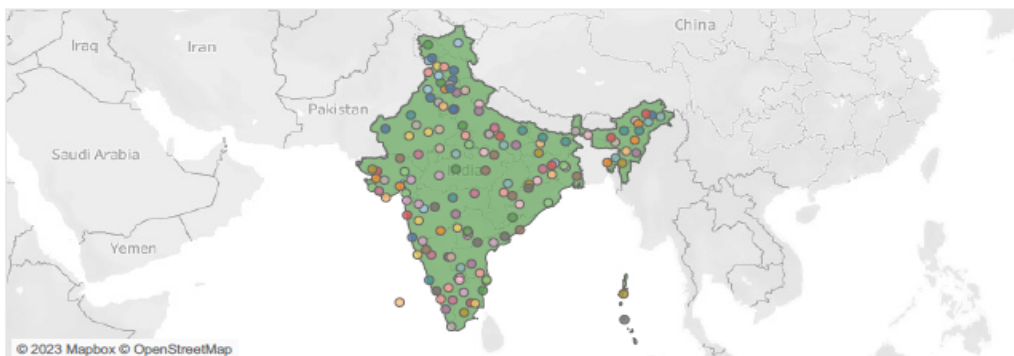 China
Iraq
Iran
Pakistan
Saudi Arabia
India
Yemen
© 2023 Mapbox © OpenStreetMap